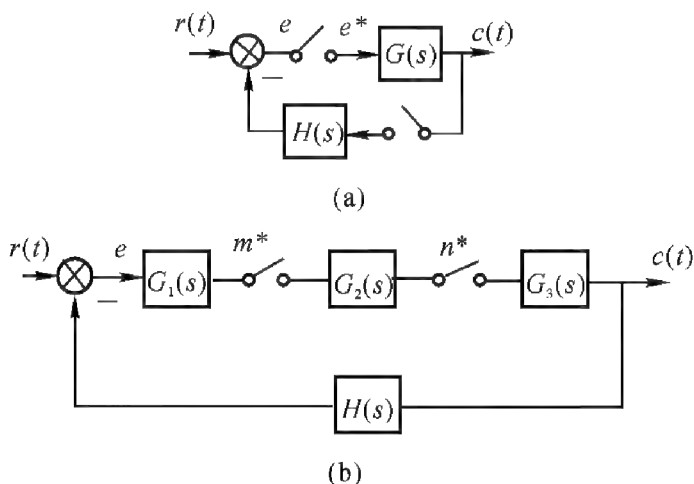 r(t) e e* G(s) c(t)
−
H(s)
(a)
r(t) e G₁(s) m* G₂(s) n* G₃(s) c(t)
−
H(s)
(b)